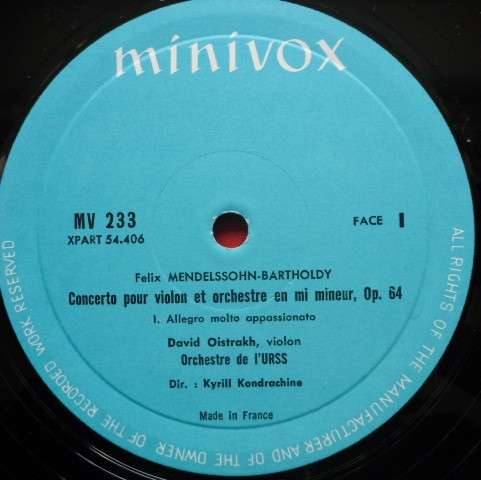 minivox
MV 233
XPART 54.406
FACE I
Felix MENDELSSOHN-BARTHOLDY
Concerto pour violon et orchestre en mi mineur, Op. 64
I. Allegro molto appassionato
David Oistrakh, violon
Orchestre de l'URSS
Dir. : Kyrill Kondrachine
Made in France
ALL RIGHTS OF THE MANUFACTURER AND OF THE OWNER OF THE RECORDED WORK RESERVED